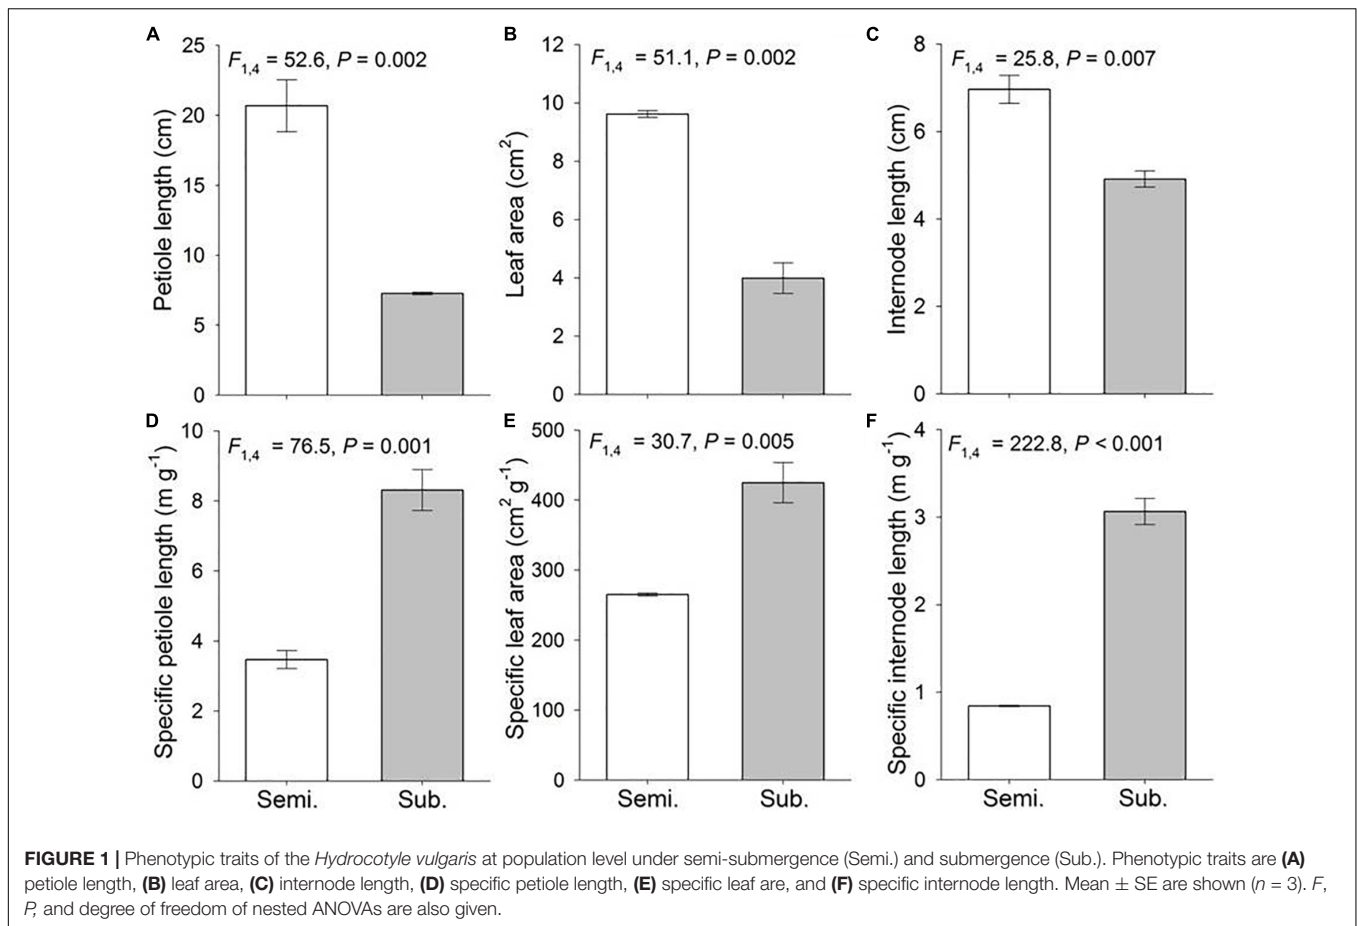 A
F1,4 = 52.6, P = 0.002
25
20
15
10
5
0
Petiole length (cm)
B
F1,4 = 51.1, P = 0.002
12
10
8
6
4
2
0
Leaf area (cm2)
C
F1,4 = 25.8, P = 0.007
8
6
4
2
0
Internode length (cm)
D
F1,4 = 76.5, P = 0.001
10
8
6
4
2
0
Specific petiole length (m g-1)
Semi. Sub.
E
F1,4 = 30.7, P = 0.005
500
400
300
200
100
0
Specific leaf area (cm2 g-1)
Semi. Sub.
F
F1,4 = 222.8, P < 0.001
4
3
2
1
0
Specific internode length (m g-1)
Semi. Sub.
FIGURE 1 | Phenotypic traits of the Hydrocotyle vulgaris at population level under semi-submergence (Semi.) and submergence (Sub.). Phenotypic traits are (A)
petiole length, (B) leaf area, (C) internode length, (D) specific petiole length, (E) specific leaf are, and (F) specific internode length. Mean ± SE are shown (n = 3). F,
P, and degree of freedom of nested ANOVAs are also given.